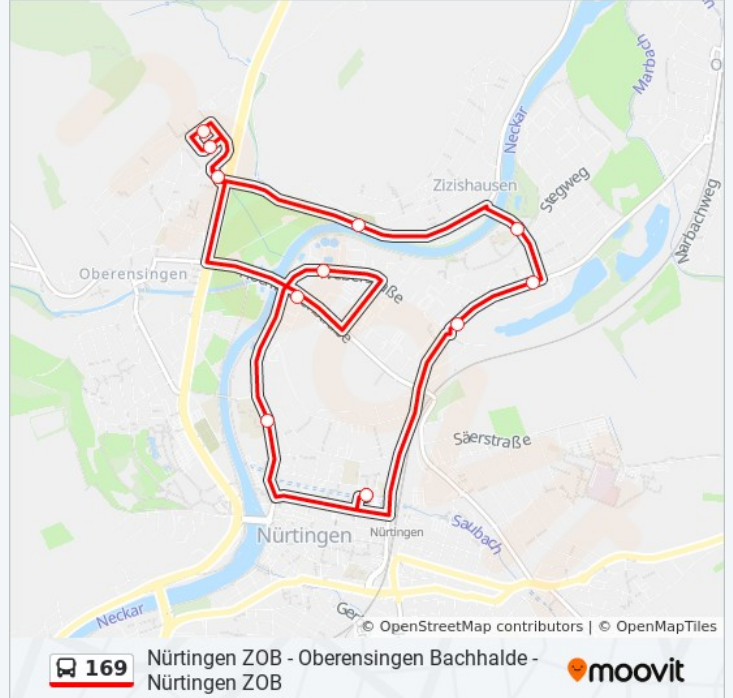 Marbach
Neckar
Zizishausen
Stegweg
Marbachweg
Oberensingen
Säerstraße
Nürtingen
Nürtingen
Saubach
Neckar
© OpenStreetMap contributors | © OpenMapTiles
169
Nürtingen ZOB - Oberensingen Bachhalde -
Nürtingen ZOB
moovit